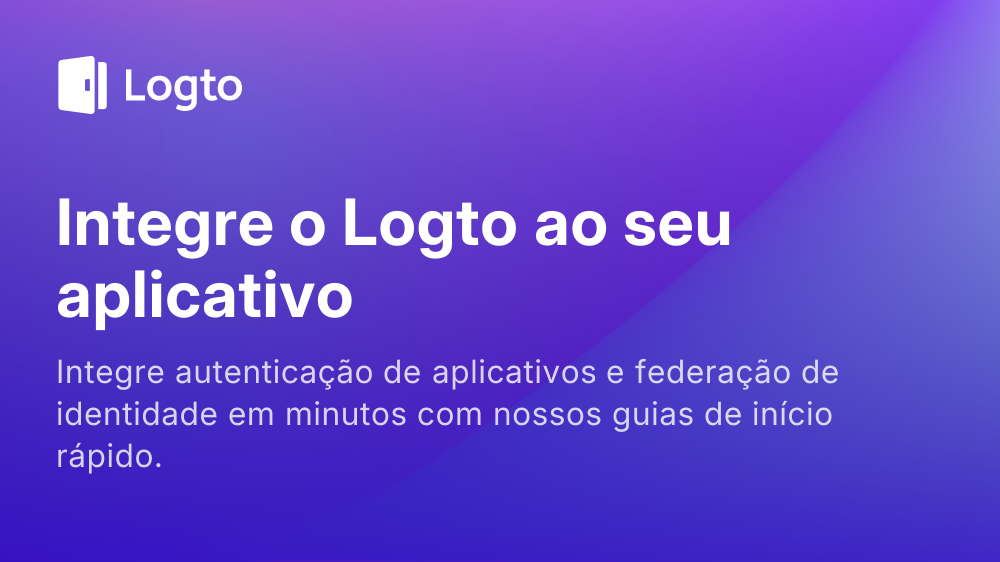 Logto
Integre o Logto ao seu
aplicativo
Integre autenticação de aplicativos e federação de
identidade em minutos com nossos guias de início
rápido.